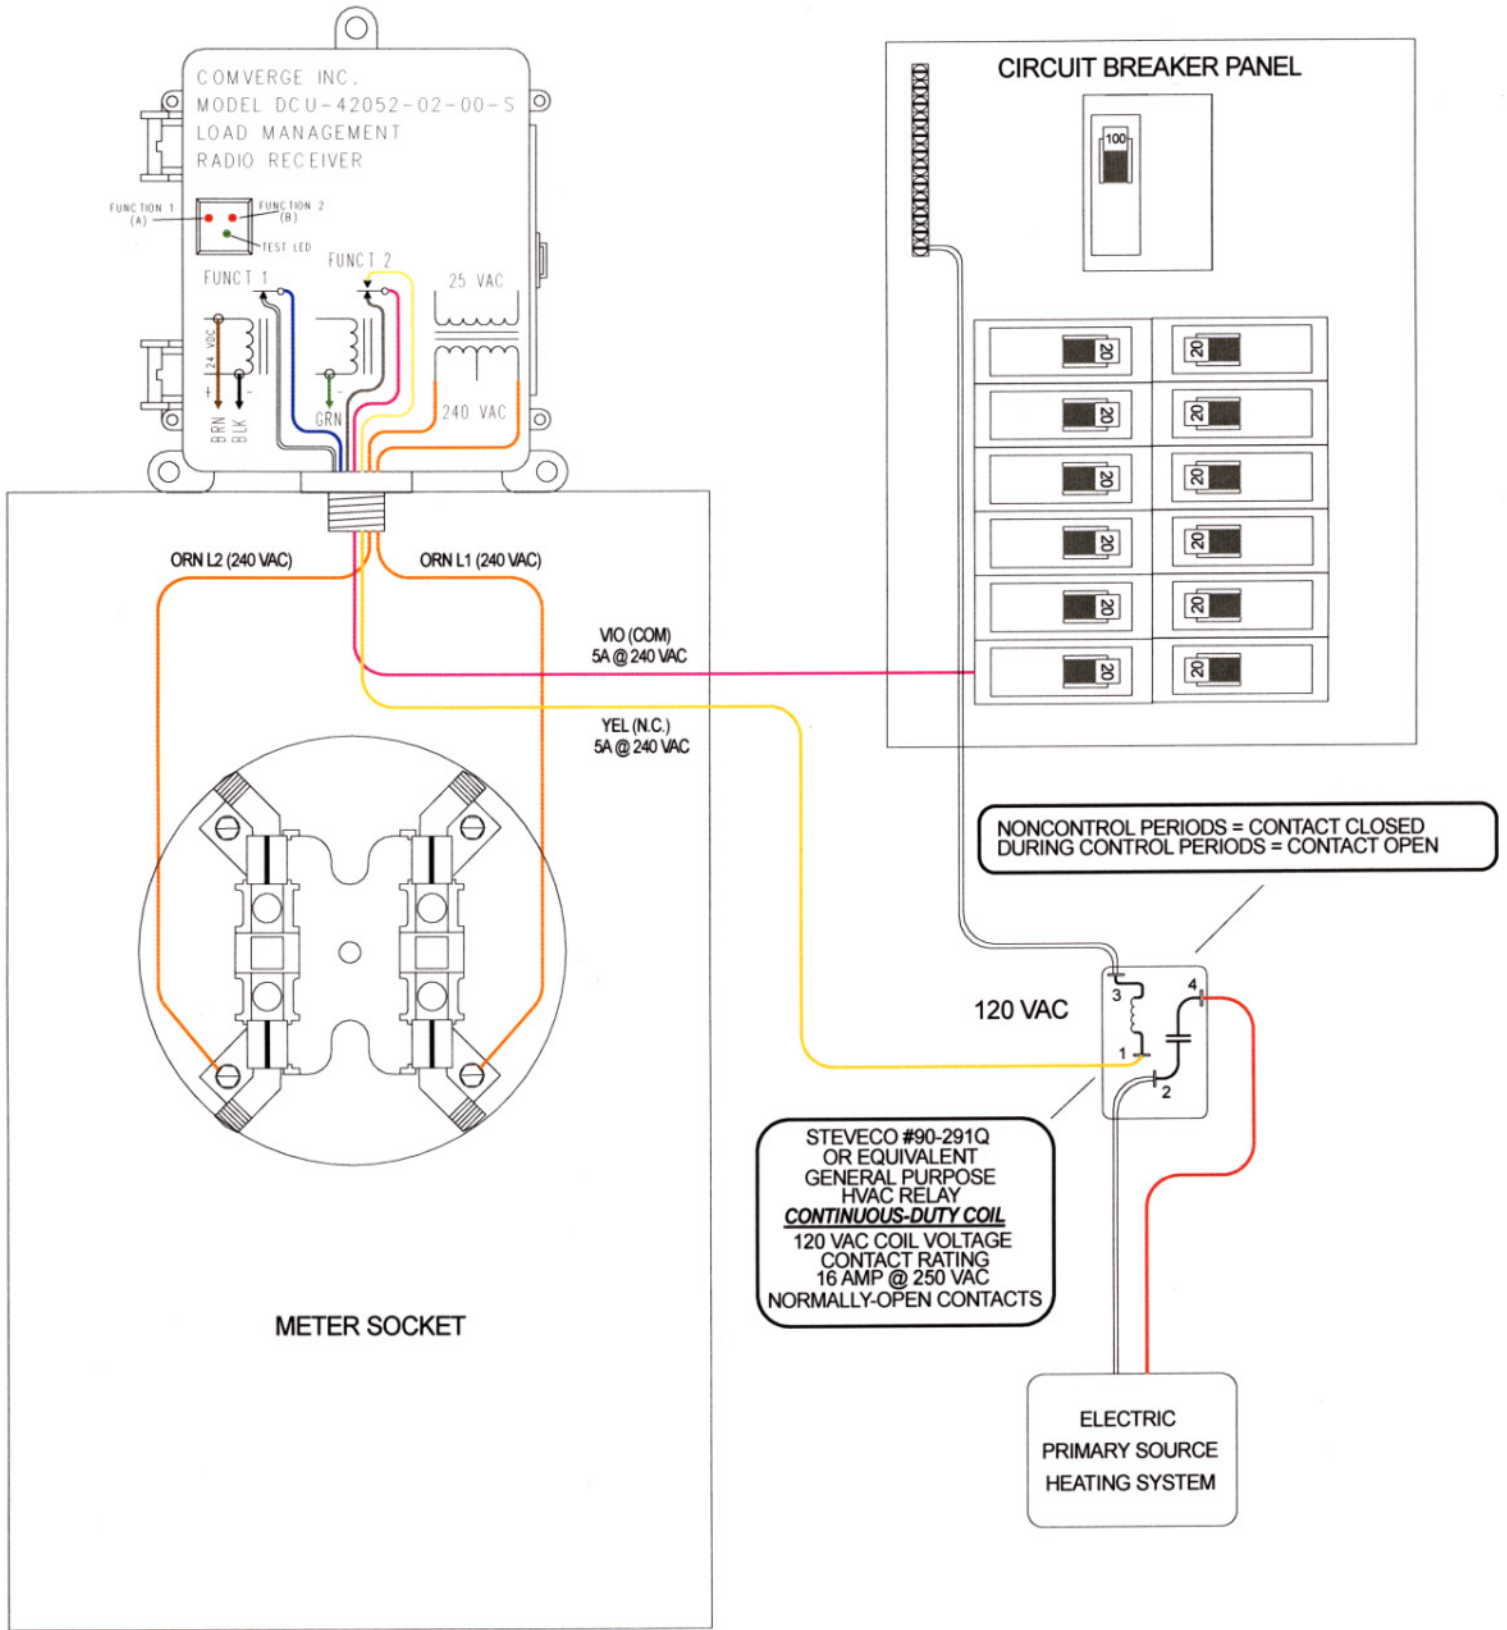 COMVERGE INC.
MODEL DCU-42052-02-00-S
LOAD MANAGEMENT
RADIO RECEIVER
FUNCTION 1
(A)
FUNCTION 2
(B)
TEST LED
FUNCT 1
FUNCT 2
25 VAC
24 VDC
+
-
-
BRN
BLK
GRN
240 VAC
ORN L2 (240 VAC)
ORN L1 (240 VAC)
VIO (COM)
5A @ 240 VAC
YEL (N.C.)
5A @ 240 VAC
METER SOCKET
CIRCUIT BREAKER PANEL
100
20
20
20
20
20
20
20
20
20
20
20
20
NONCONTROL PERIODS = CONTACT CLOSED
DURING CONTROL PERIODS = CONTACT OPEN
120 VAC
3
4
1
2
STEVECO #90-291Q
OR EQUIVALENT
GENERAL PURPOSE
HVAC RELAY
CONTINUOUS-DUTY COIL
120 VAC COIL VOLTAGE
CONTACT RATING
16 AMP @ 250 VAC
NORMALLY-OPEN CONTACTS
ELECTRIC
PRIMARY SOURCE
HEATING SYSTEM